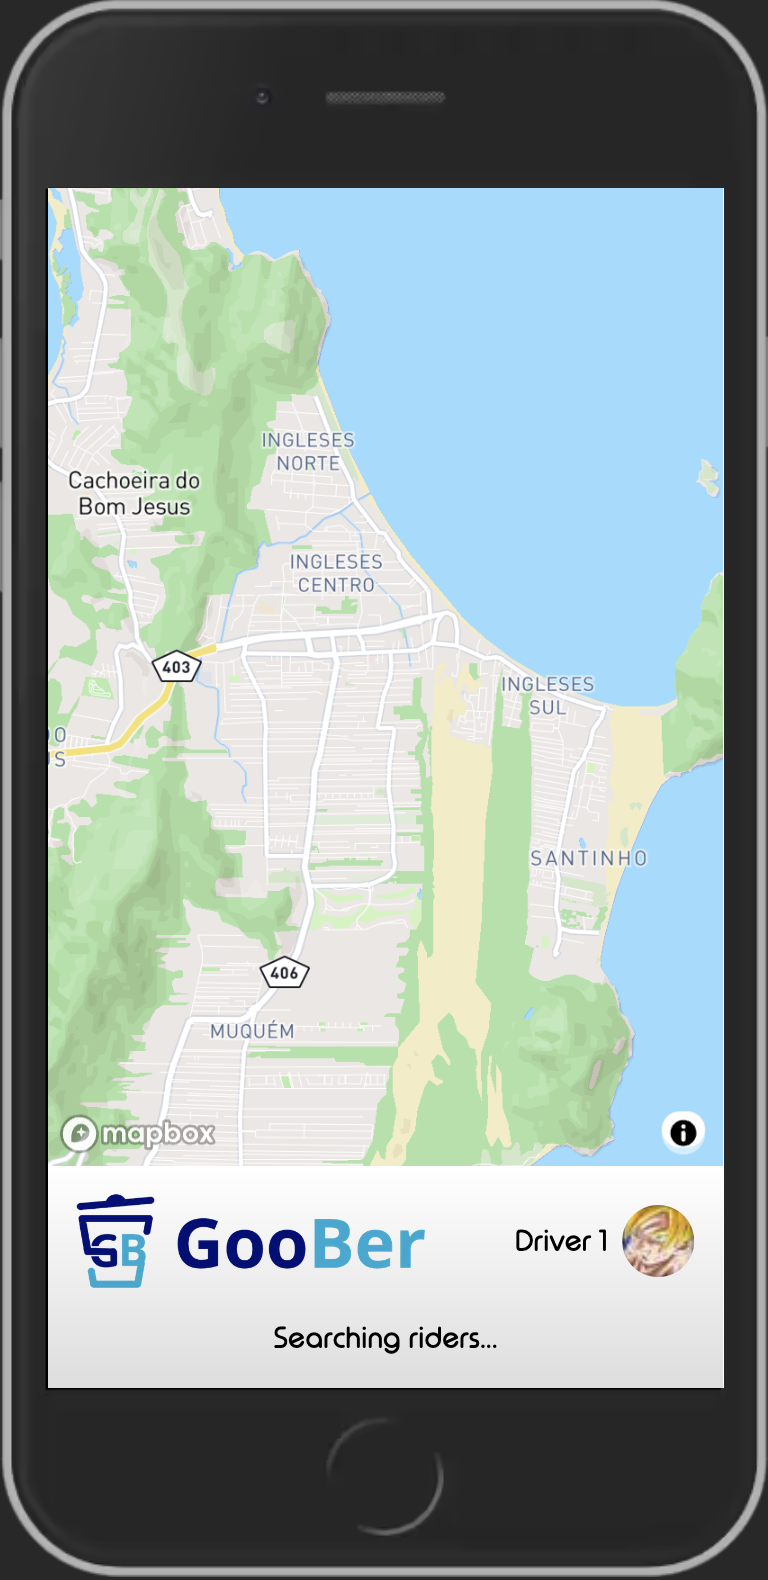 INGLESES
NORTE
Cachoeira do
Bom Jesus
INGLESES
CENTRO
403
INGLESES
SUL
O
S
SANTINHO
406
MUQUÉM
mapbox
GB
GooBer
Driver 1
Searching riders...